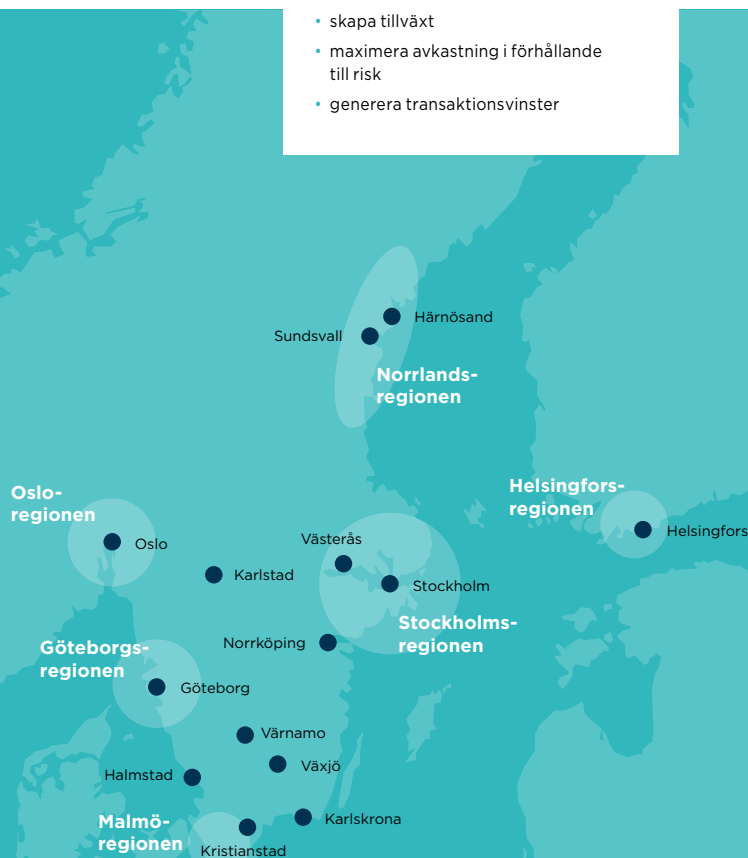 • skapa tillväxt
• maximera avkastning i förhållande
till risk
• generera transaktionsvinster
Härnösand
Sundsvall
Norrlands-
regionen
Oslo-
regionen
Helsingfors-
regionen
Oslo
Västerås
Helsingfors
Karlstad
Stockholm
Stockholms-
regionen
Norrköping
Göteborgs-
regionen
Göteborg
Värnamo
Växjö
Halmstad
Malmö-
regionen
Karlskrona
Kristianstad